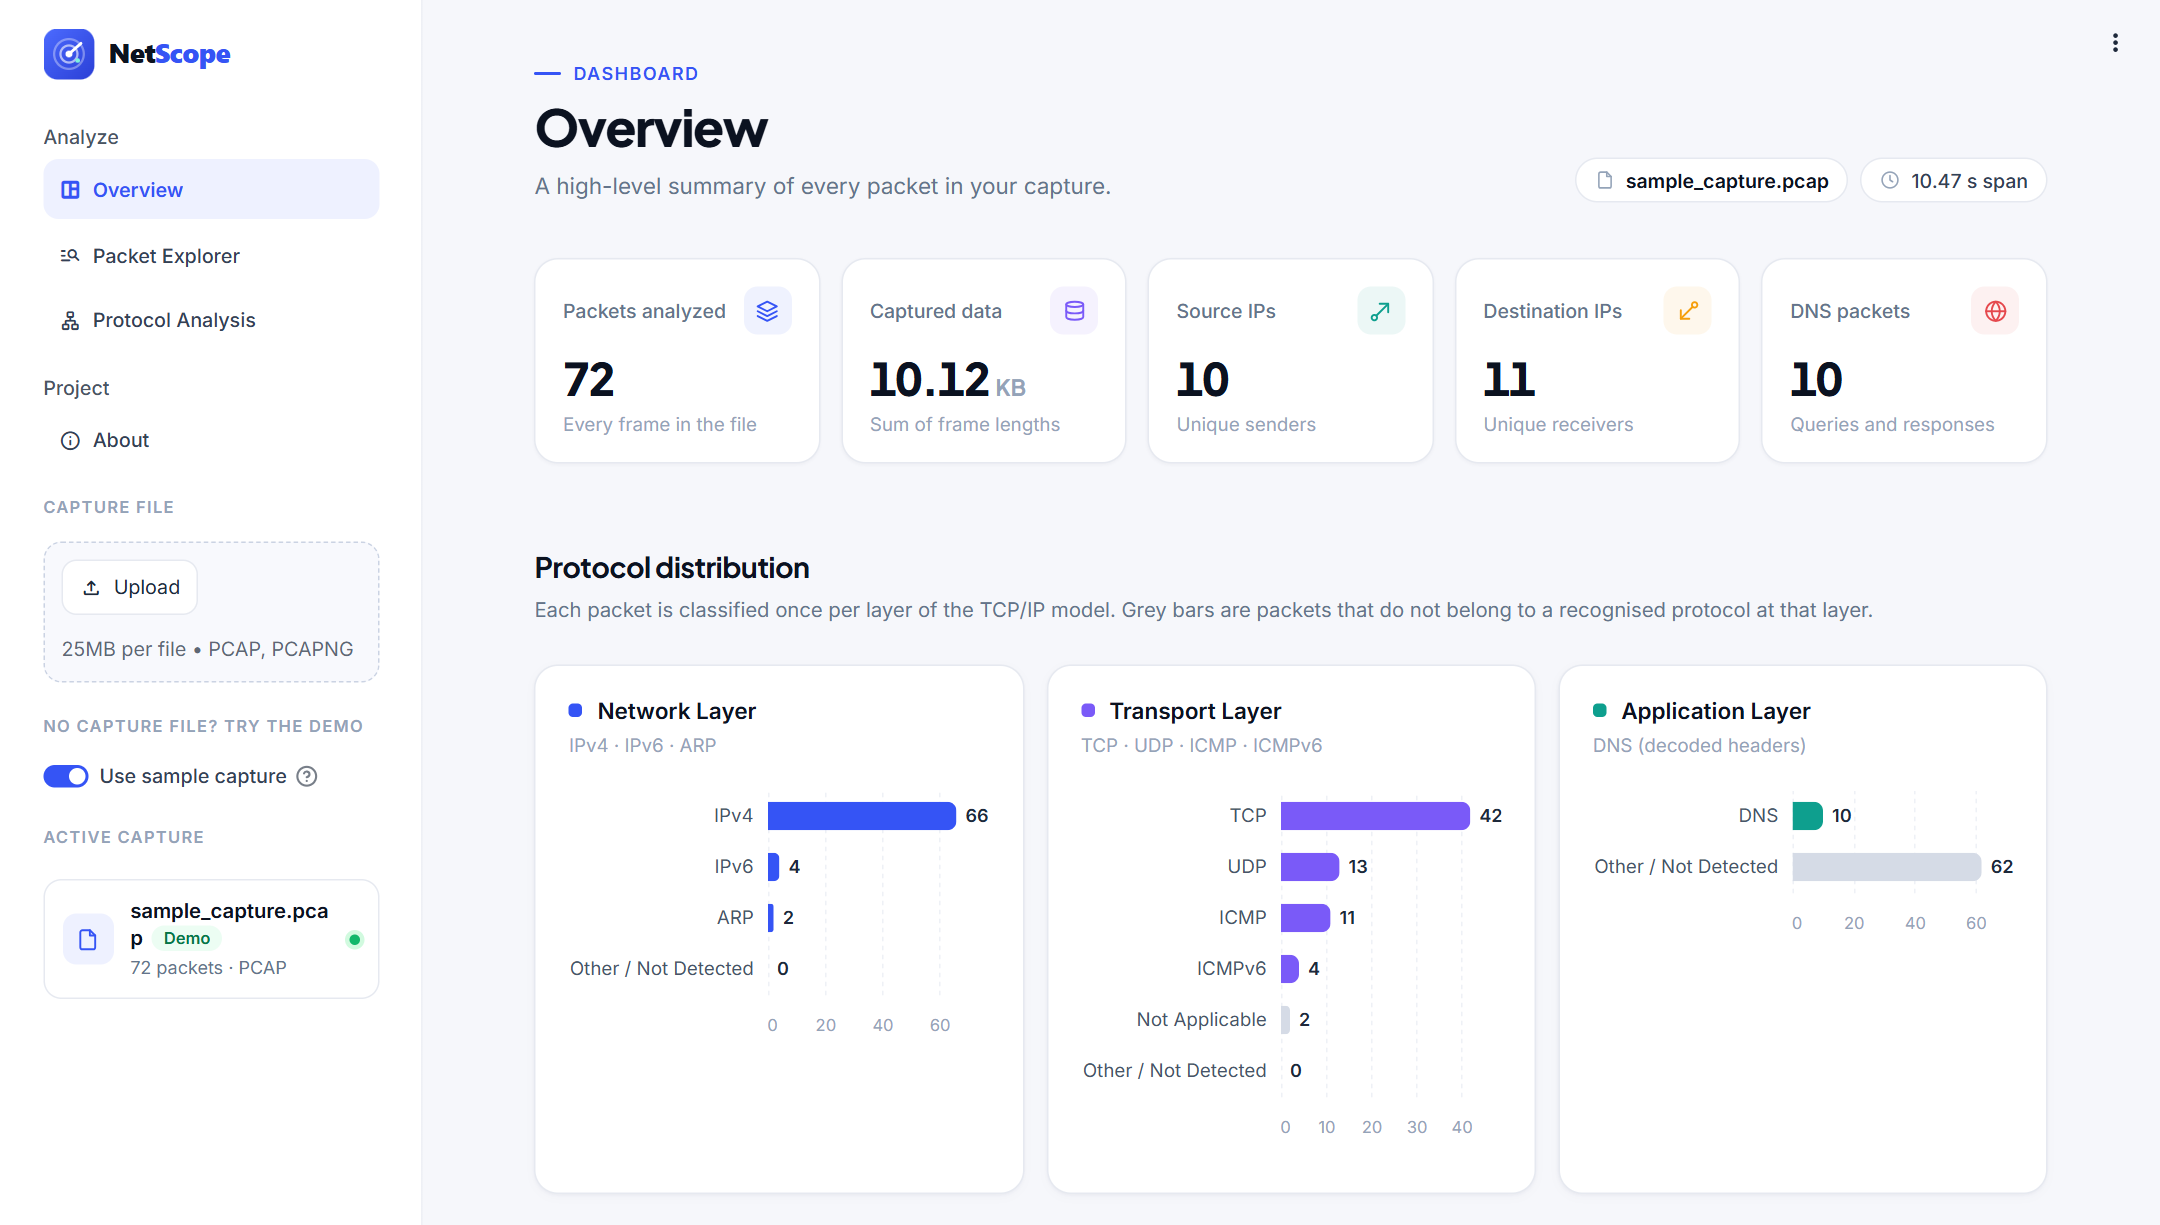 NetScope
Analyze
Overview
Packet Explorer
Protocol Analysis
Project
About
CAPTURE FILE
Upload
25MB per file • PCAP, PCAPNG
NO CAPTURE FILE? TRY THE DEMO
Use sample capture
ACTIVE CAPTURE
sample_capture.pca
p Demo
72 packets · PCAP
DASHBOARD
Overview
A high-level summary of every packet in your capture.
sample_capture.pcap
10.47 s span
Packets analyzed
72
Every frame in the file
Captured data
10.12 KB
Sum of frame lengths
Source IPs
10
Unique senders
Destination IPs
11
Unique receivers
DNS packets
10
Queries and responses
Protocol distribution
Each packet is classified once per layer of the TCP/IP model. Grey bars are packets that do not belong to a recognised protocol at that layer.
Network Layer
IPv4 · IPv6 · ARP
IPv4 66
IPv6 4
ARP 2
Other / Not Detected 0
0 20 40 60
Transport Layer
TCP · UDP · ICMP · ICMPv6
TCP 42
UDP 13
ICMP 11
ICMPv6 4
Not Applicable 2
Other / Not Detected 0
0 10 20 30 40
Application Layer
DNS (decoded headers)
DNS 10
Other / Not Detected 62
0 20 40 60